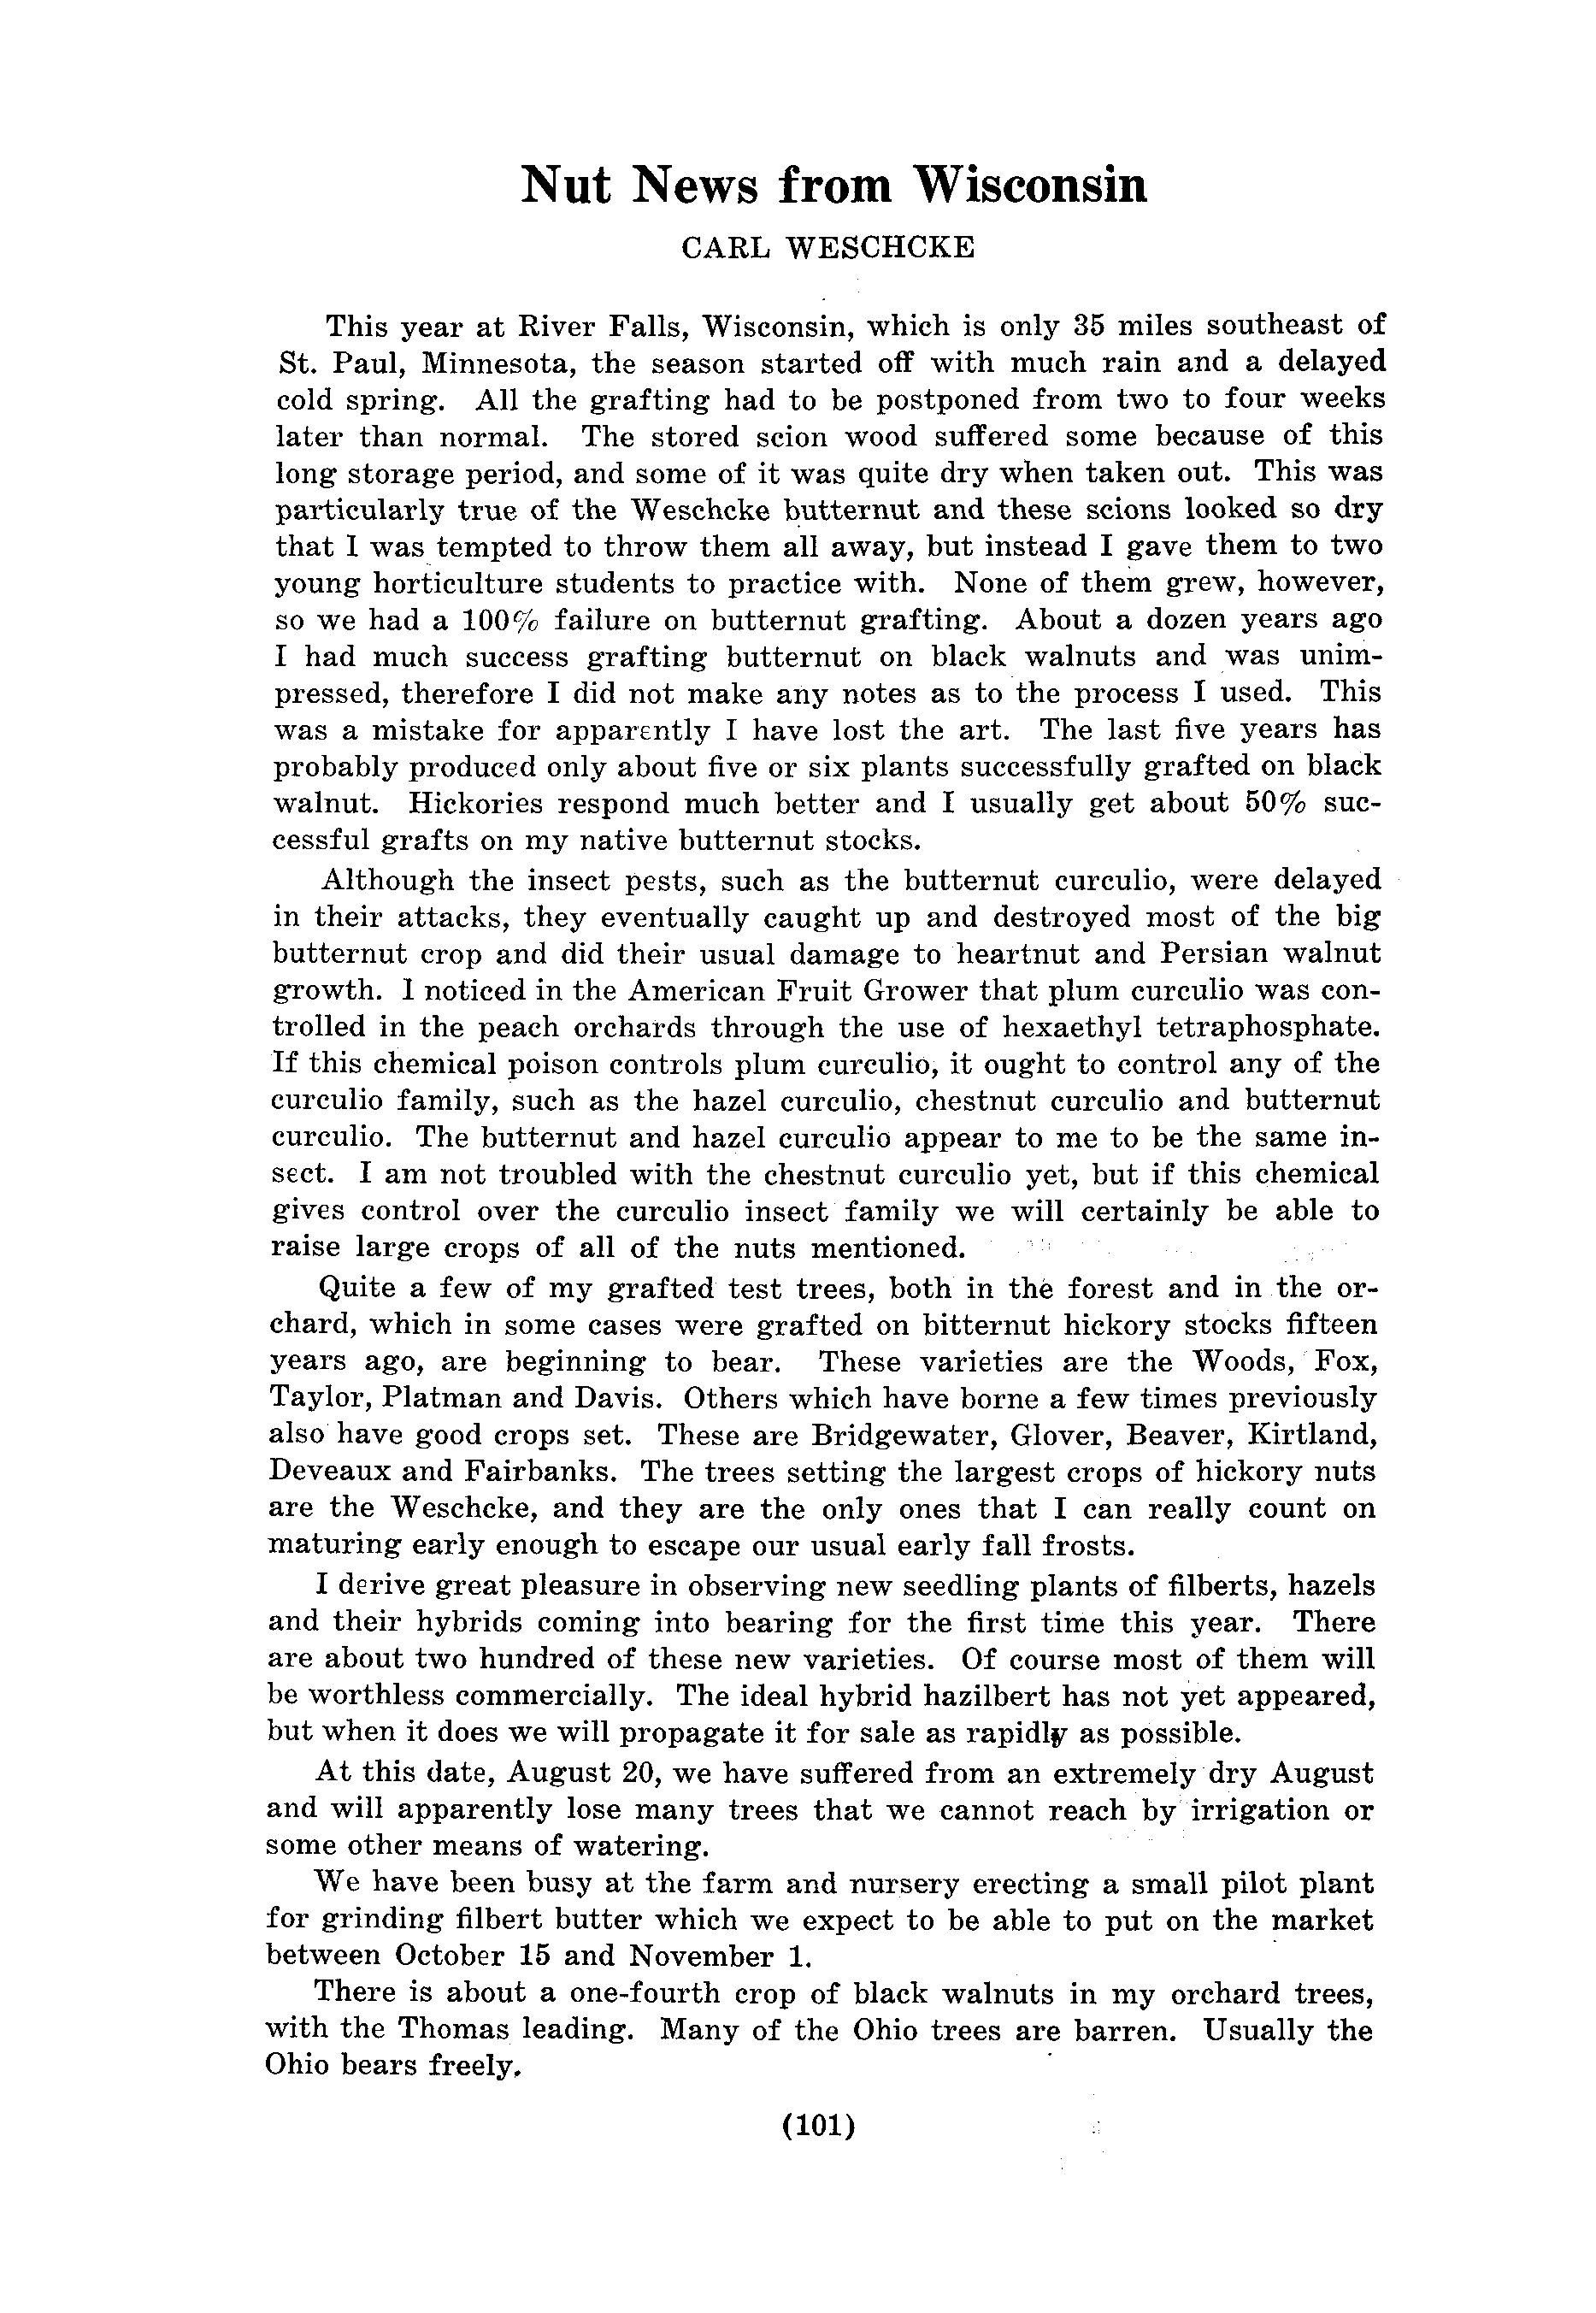 Nut News from Wisconsin
CARL WESCHCKE
This year at River Falls, Wisconsin, which is only 35 miles southeast of
St. Paul, Minnesota, the season started off with much rain and a delayed
cold spring. All the grafting had to be postponed from two to four weeks
later than normal. The stored scion wood suffered some because of this
long storage period, and some of it was quite dry when taken out. This was
particularly true of the Weschcke butternut and these scions looked so dry
that I was tempted to throw them all away, but instead I gave them to two
young horticulture students to practice with. None of them grew, however,
so we had a 100% failure on butternut grafting. About a dozen years ago
I had much success grafting butternut on black walnuts and was unim-
pressed, therefore I did not make any notes as to the process I used. This
was a mistake for apparently I have lost the art. The last five years has
probably produced only about five or six plants successfully grafted on black
walnut. Hickories respond much better and I usually get about 50% suc-
cessful grafts on my native butternut stocks.
Although the insect pests, such as the butternut curculio, were delayed
in their attacks, they eventually caught up and destroyed most of the big
butternut crop and did their usual damage to heartnut and Persian walnut
growth. I noticed in the American Fruit Grower that plum curculio was con-
trolled in the peach orchards through the use of hexaethyl tetraphosphate.
If this chemical poison controls plum curculio, it ought to control any of the
curculio family, such as the hazel curculio, chestnut curculio and butternut
curculio. The butternut and hazel curculio appear to me to be the same in-
sect. I am not troubled with the chestnut curculio yet, but if this chemical
gives control over the curculio insect family we will certainly be able to
raise large crops of all of the nuts mentioned.
Quite a few of my grafted test trees, both in the forest and in the or-
chard, which in some cases were grafted on bitternut hickory stocks fifteen
years ago, are beginning to bear. These varieties are the Woods, Fox,
Taylor, Platman and Davis. Others which have borne a few times previously
also have good crops set. These are Bridgewater, Glover, Beaver, Kirtland,
Deveaux and Fairbanks. The trees setting the largest crops of hickory nuts
are the Weschcke, and they are the only ones that I can really count on
maturing early enough to escape our usual early fall frosts.
I derive great pleasure in observing new seedling plants of filberts, hazels
and their hybrids coming into bearing for the first time this year. There
are about two hundred of these new varieties. Of course most of them will
be worthless commercially. The ideal hybrid hazilbert has not yet appeared,
but when it does we will propagate it for sale as rapidly as possible.
At this date, August 20, we have suffered from an extremely dry August
and will apparently lose many trees that we cannot reach by irrigation or
some other means of watering.
We have been busy at the farm and nursery erecting a small pilot plant
for grinding filbert butter which we expect to be able to put on the market
between October 15 and November 1.
There is about a one-fourth crop of black walnuts in my orchard trees,
with the Thomas leading. Many of the Ohio trees are barren. Usually the
Ohio bears freely.
(101)